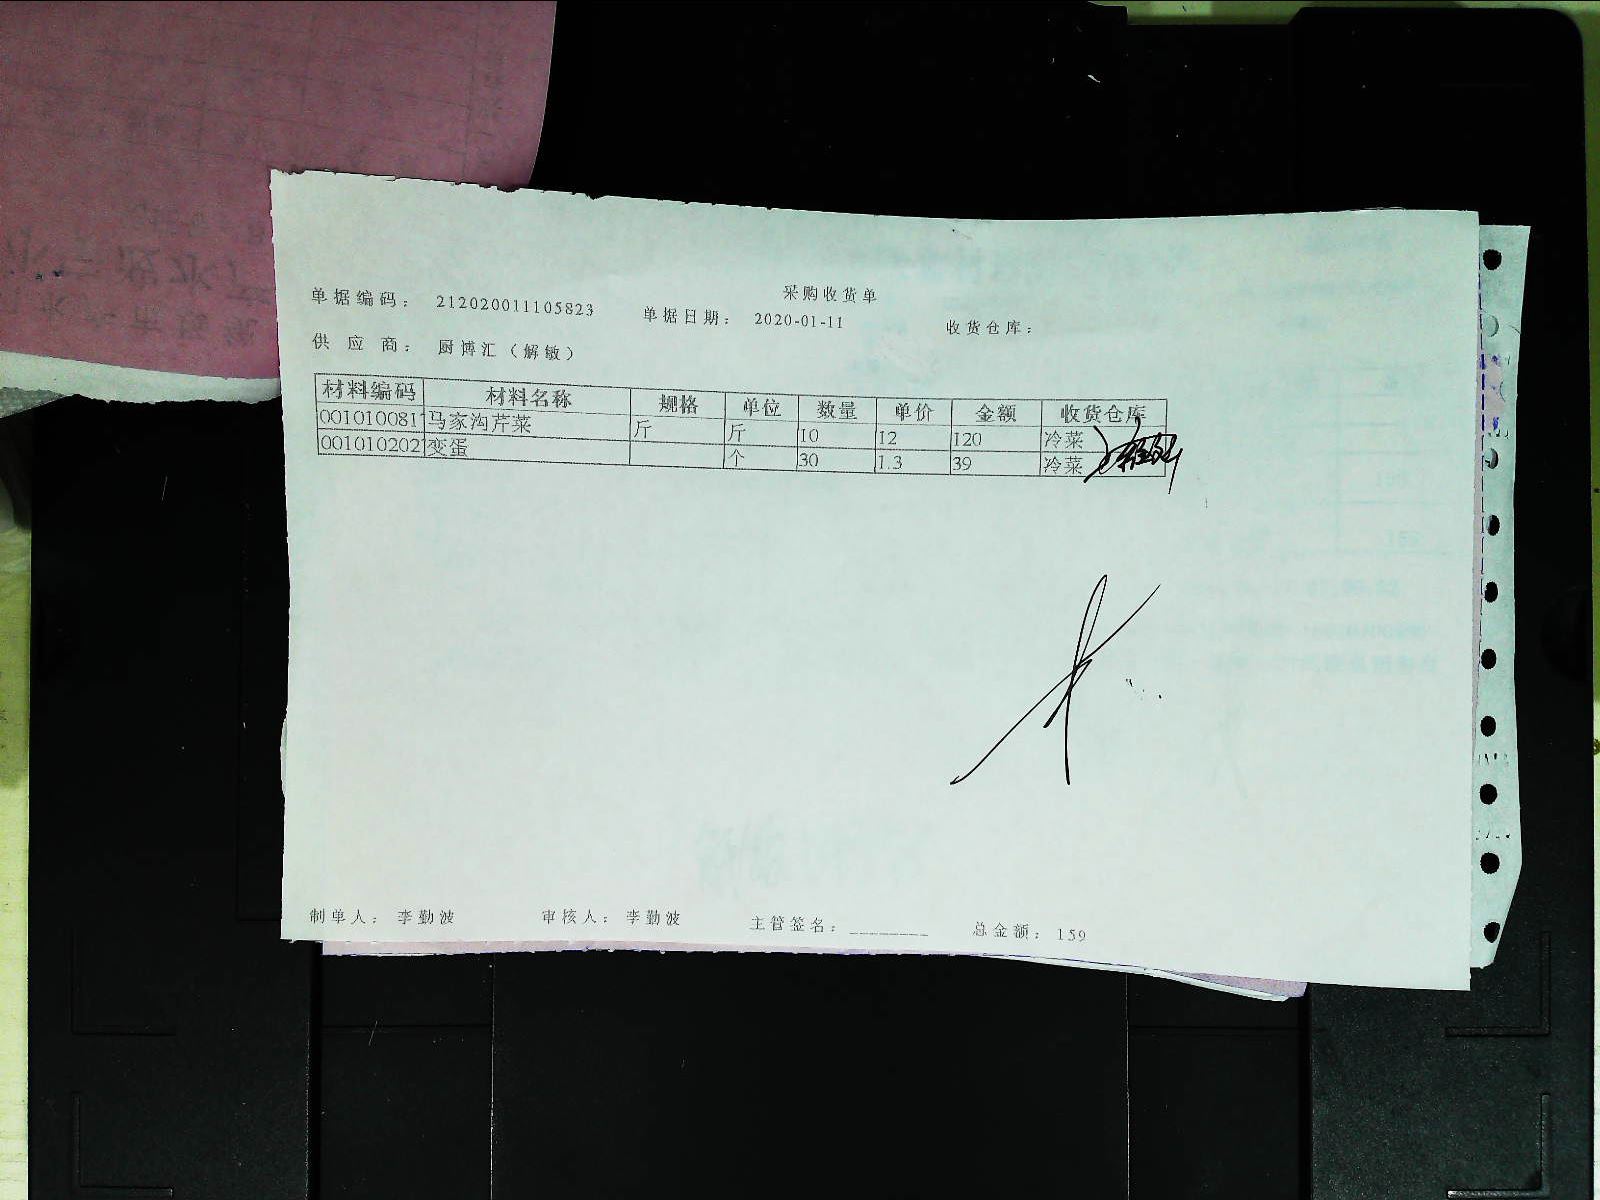 采购收货单
单据编码： 212020011105823 单据日期： 2020-01-11 收货仓库：
供 应 商： 厨博汇（解敏）
材料编码 材料名称 规格 单位 数量 单价 金额 收货仓库
001010081 马家沟芹菜 斤 斤 10 12 120 冷菜
001010202 变蛋 个 30 1.3 39 冷菜
制单人： 李勤波 审核人： 李勤波 主管签名：________ 总金额： 159